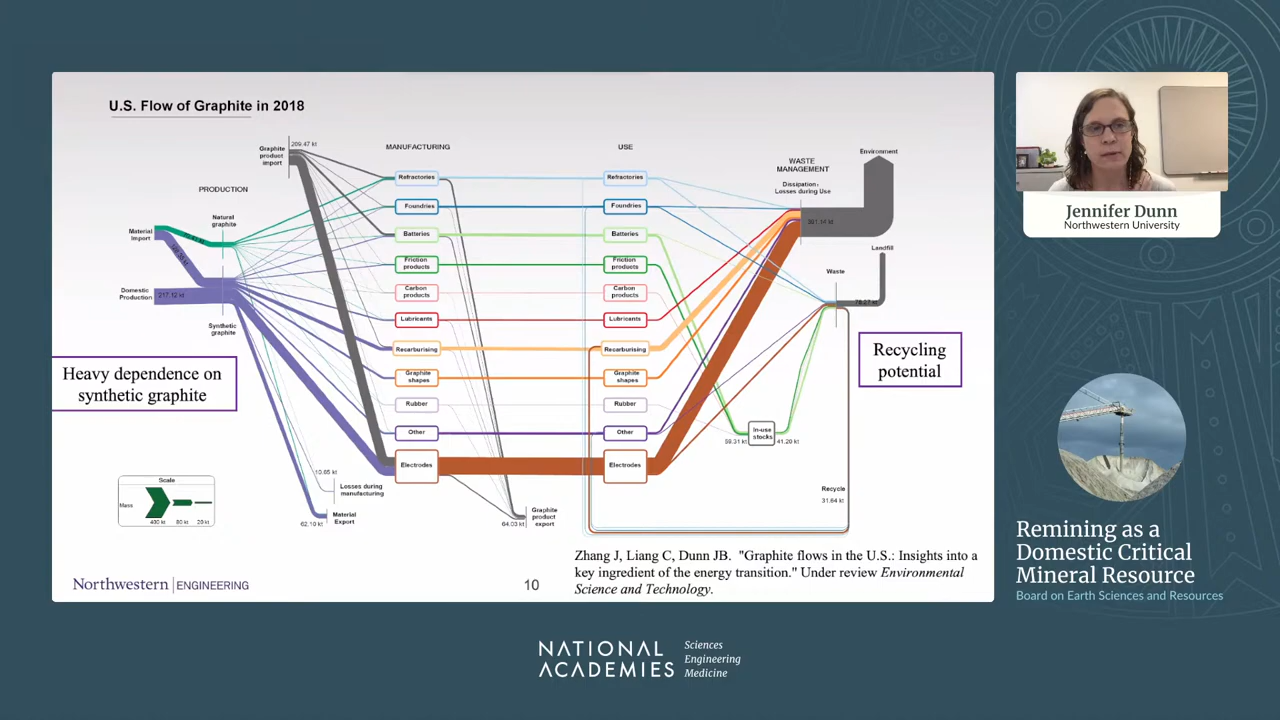 U.S. Flow of Graphite in 2018
Graphite
product
import
209.47 kt
MANUFACTURING
USE
WASTE
MANAGEMENT
Environment
PRODUCTION
Dissipation,
Losses during Use
Natural
graphite
Material
Import
Domestic
Production
217.12 kt
Synthetic
graphite
Refractories
Foundries
Batteries
Friction
products
Carbon
products
Lubricants
Recarburising
Graphite
shapes
Rubber
Other
Electrodes
Refractories
Foundries
Batteries
Friction
products
Carbon
products
Lubricants
Recarburising
Graphite
shapes
Rubber
Other
Electrodes
Landfill
Waste
Heavy dependence on
synthetic graphite
Recycling
potential
In-use
stocks
59.31 kt
41.20 kt
10.65 kt
Losses during
manufacturing
Material
Export
62.10 kt
64.03 kt
Graphite
product
export
Recycle
31.64 kt
Scale
Mass
400 kt
80 kt
20 kt
Zhang J, Liang C, Dunn JB. "Graphite flows in the U.S.: Insights into a
key ingredient of the energy transition." Under review Environmental
Science and Technology.
Northwestern | ENGINEERING
10
Jennifer Dunn
Northwestern University
Remining as a
Domestic Critical
Mineral Resource
Board on Earth Sciences and Resources
NATIONAL
ACADEMIES
Sciences
Engineering
Medicine